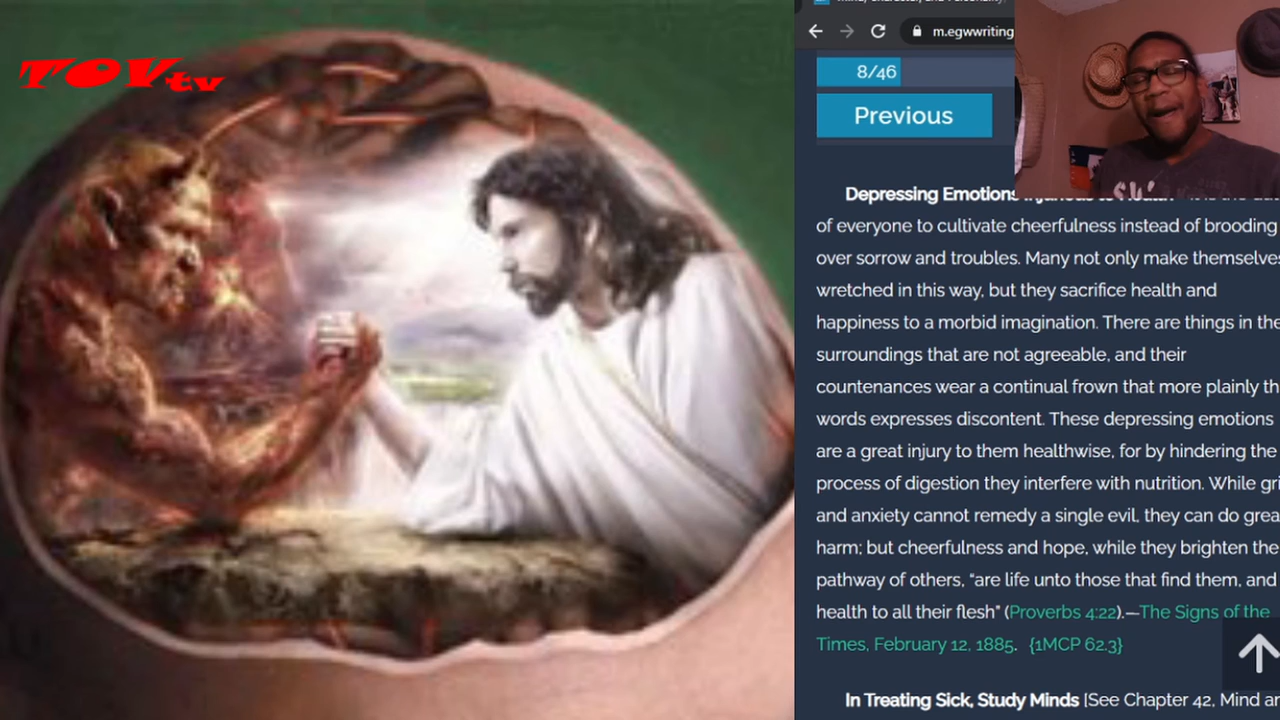 TOVtv
m.egwwriting
8/46
Previous
Depressing Emotions
of everyone to cultivate cheerfulness instead of brooding
over sorrow and troubles. Many not only make themselves
wretched in this way, but they sacrifice health and
happiness to a morbid imagination. There are things in the
surroundings that are not agreeable, and their
countenances wear a continual frown that more plainly th
words expresses discontent. These depressing emotions
are a great injury to them healthwise, for by hindering the
process of digestion they interfere with nutrition. While gri
and anxiety cannot remedy a single evil, they can do grea
harm; but cheerfulness and hope, while they brighten the
pathway of others, “are life unto those that find them, and
health to all their flesh” (Proverbs 4:22).—The Signs of the
Times, February 12, 1885. {1MCP 62.3}
In Treating Sick, Study Minds [See Chapter 42, Mind an